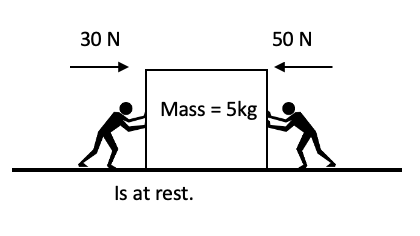 30 N
50 N
Mass = 5kg
Is at rest.